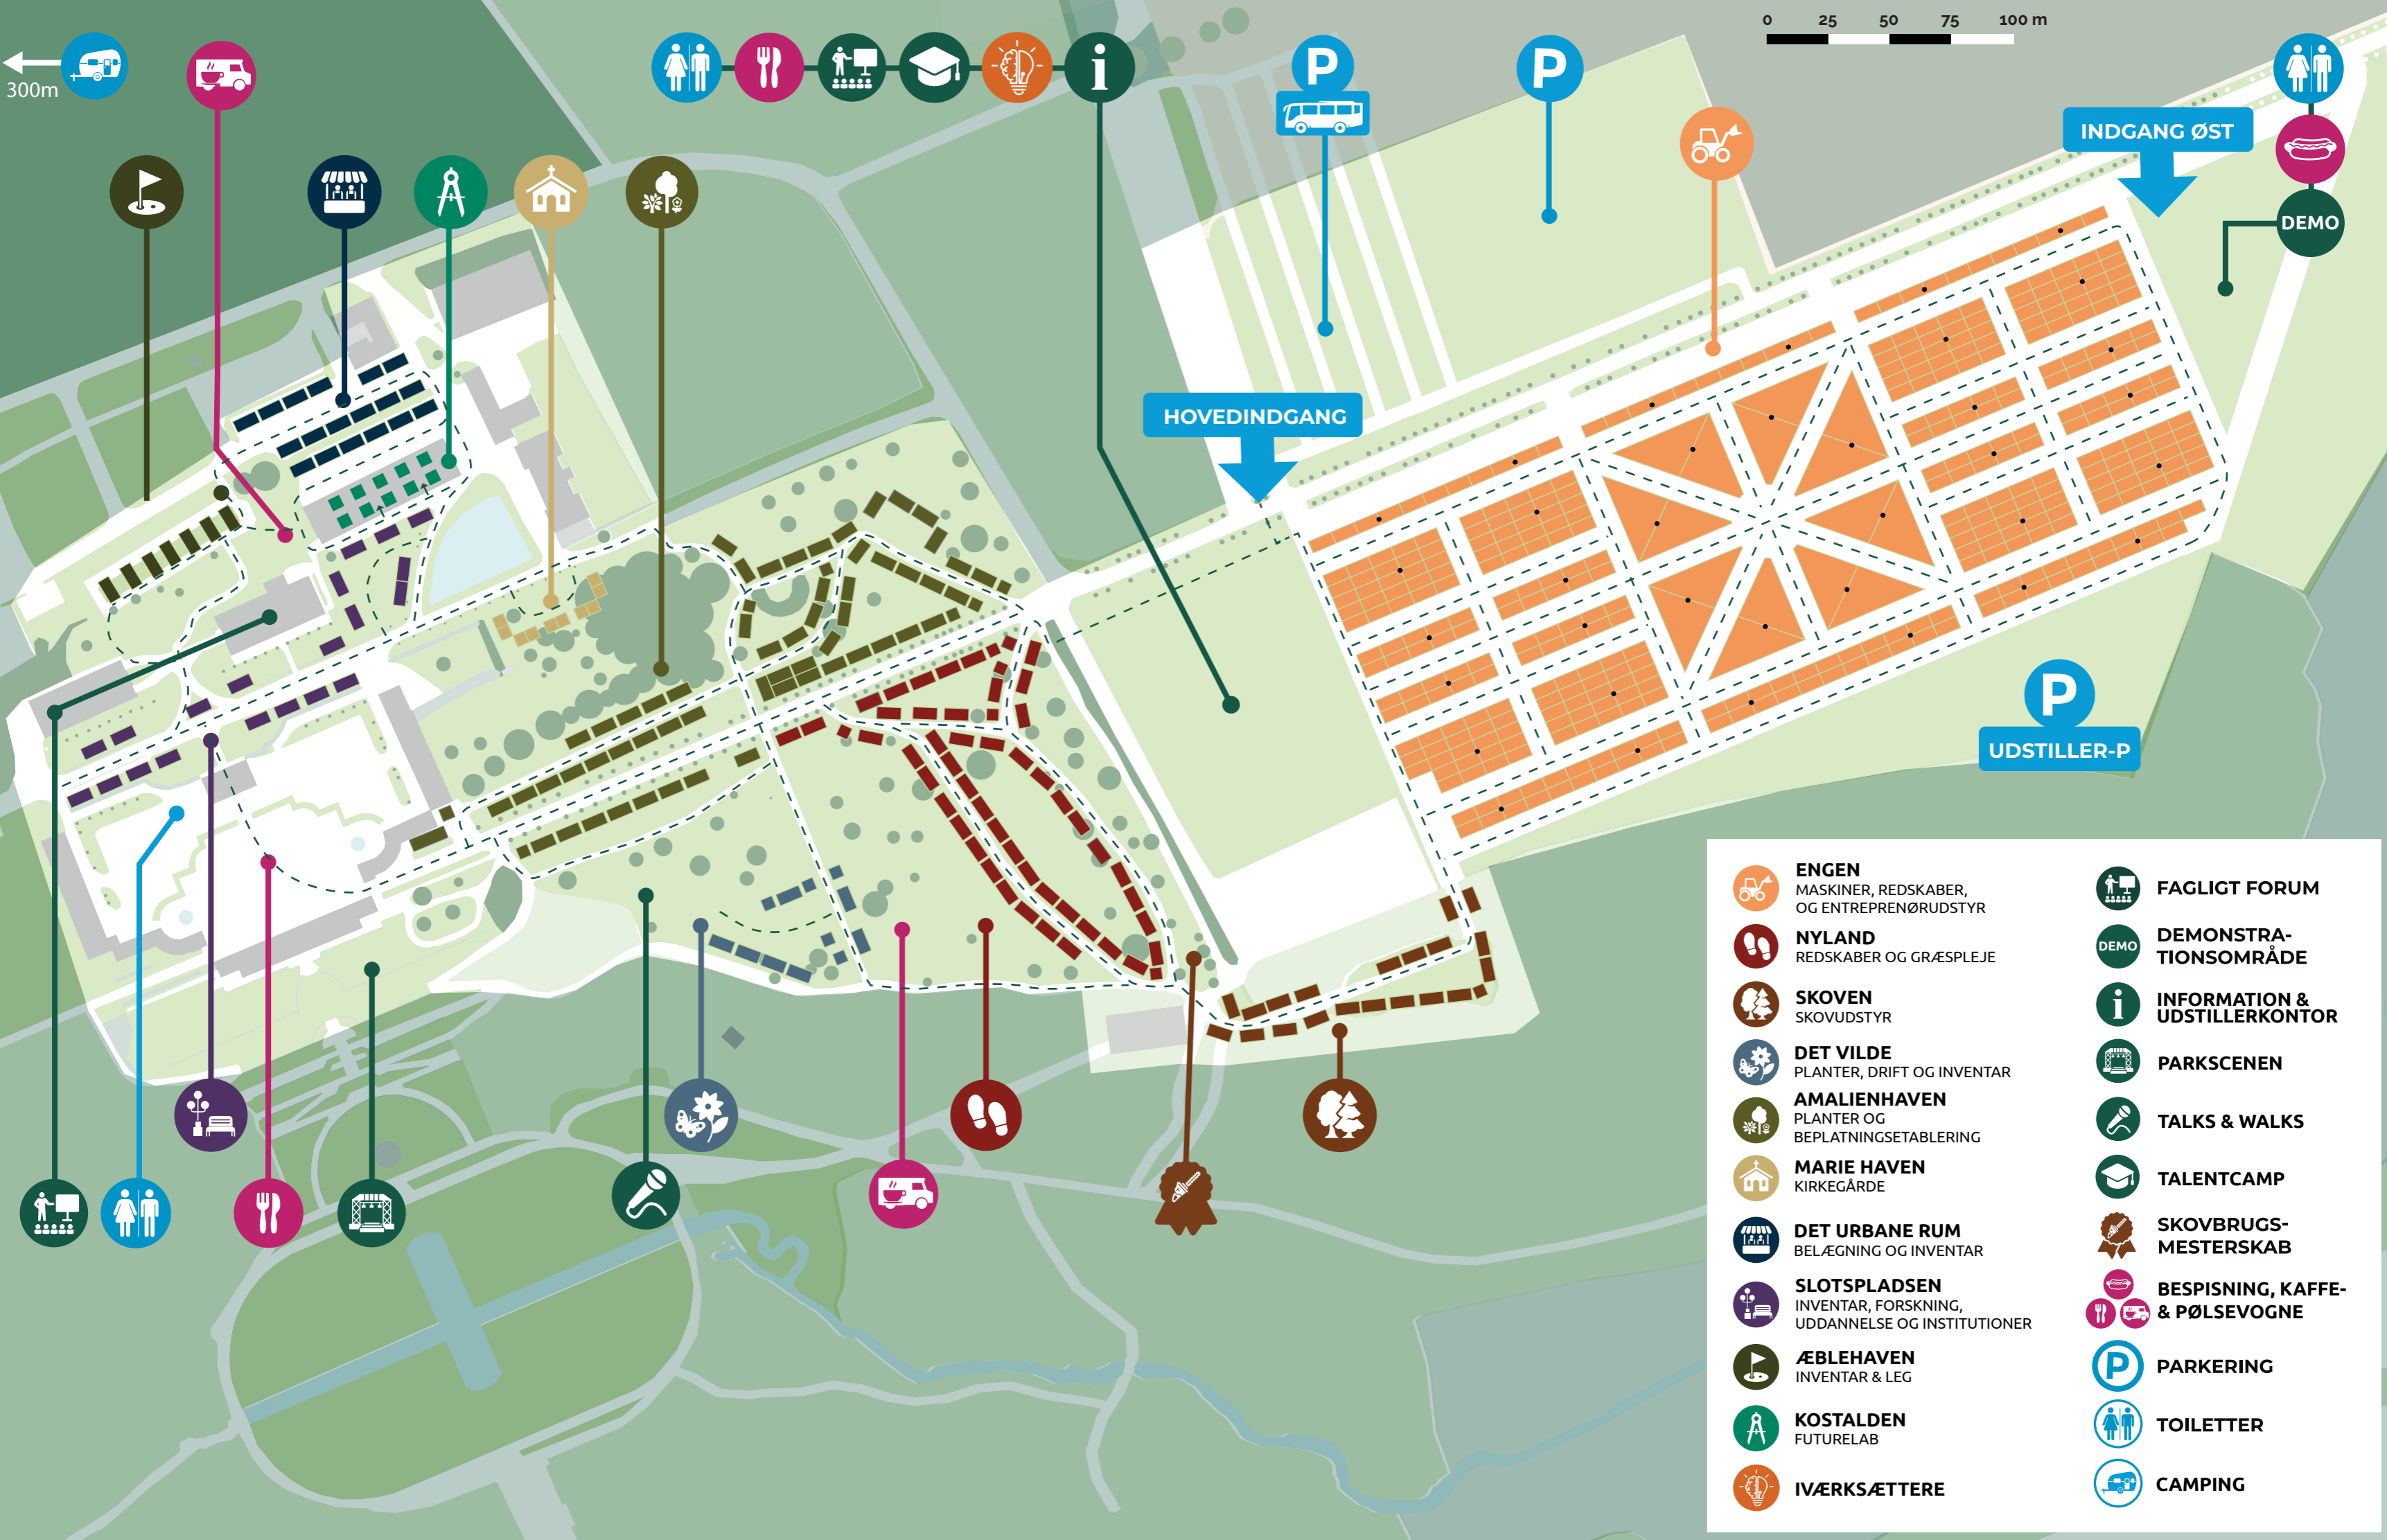 0 25 50 75 100 m
300m
P
P
INDGANG ØST
DEMO
HOVEDINDGANG
P
UDSTILLER-P
ENGEN
MASKINER, REDSKABER,
OG ENTREPRENØRUDSTYR
NYLAND
REDSKABER OG GRÆSPLEJE
SKOVEN
SKOVUDSTYR
DET VILDE
PLANTER, DRIFT OG INVENTAR
AMALIENHAVEN
PLANTER OG
BEPLATNINGSETABLERING
MARIE HAVEN
KIRKEGÅRDE
DET URBANE RUM
BELÆGNING OG INVENTAR
SLOTSPLADSEN
INVENTAR, FORSKNING,
UDDANNELSE OG INSTITUTIONER
ÆBLEHAVEN
INVENTAR & LEG
KOSTALDEN
FUTURELAB
IVÆRKSÆTTERE
FAGLIGT FORUM
DEMO
DEMONSTRA-
TIONSOMRÅDE
INFORMATION &
UDSTILLERKONTOR
PARKSCENEN
TALKS & WALKS
TALENTCAMP
SKOVBRUGS-
MESTERSKAB
BESPISNING, KAFFE-
& PØLSEVOGNE
P
PARKERING
TOILETTER
CAMPING